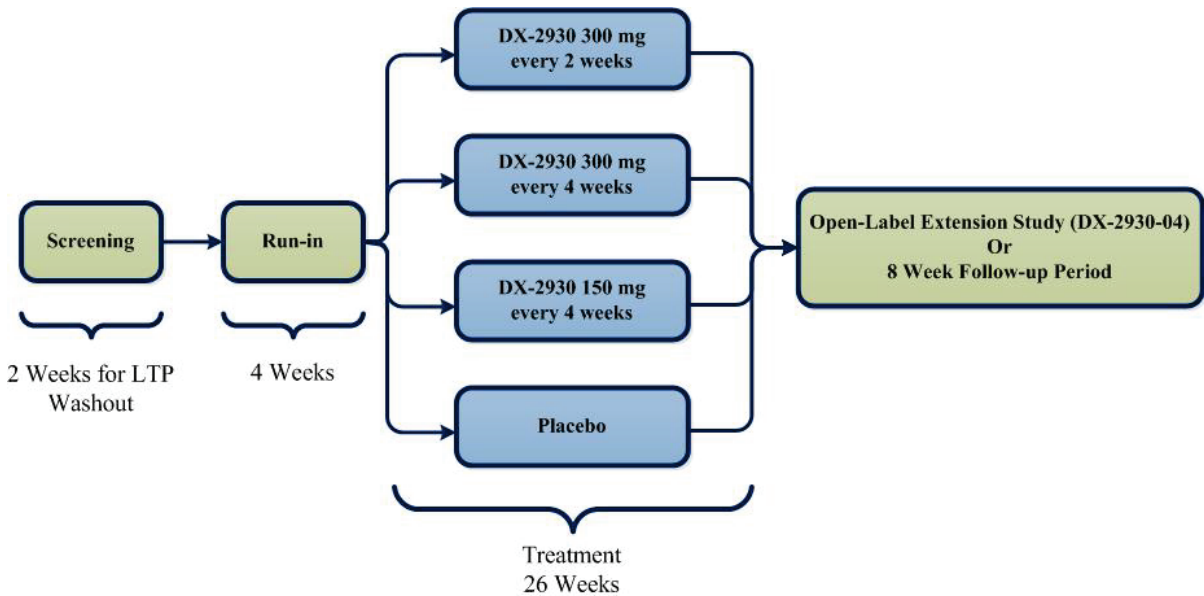 Screening
2 Weeks for LTP
Washout
Run-in
4 Weeks
DX-2930 300 mg
every 2 weeks
DX-2930 300 mg
every 4 weeks
DX-2930 150 mg
every 4 weeks
Placebo
Treatment
26 Weeks
Open-Label Extension Study (DX-2930-04)
Or
8 Week Follow-up Period